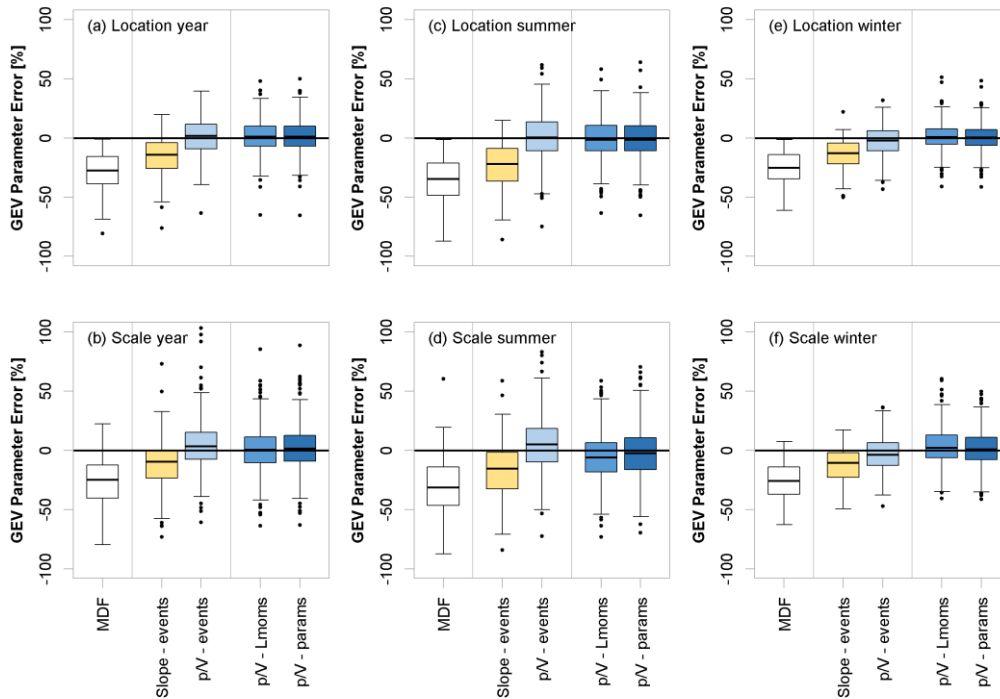 (a) Location year
GEV Parameter Error [%]
100
50
0
-50
-100
(c) Location summer
GEV Parameter Error [%]
100
50
0
-50
-100
(e) Location winter
GEV Parameter Error [%]
100
50
0
-50
-100
(b) Scale year
GEV Parameter Error [%]
100
50
0
-50
-100
MDF
Slope - events
p/V - events
p/V - Lmoms
p/V - params
(d) Scale summer
GEV Parameter Error [%]
100
50
0
-50
-100
MDF
Slope - events
p/V - events
p/V - Lmoms
p/V - params
(f) Scale winter
GEV Parameter Error [%]
100
50
0
-50
-100
MDF
Slope - events
p/V - events
p/V - Lmoms
p/V - params